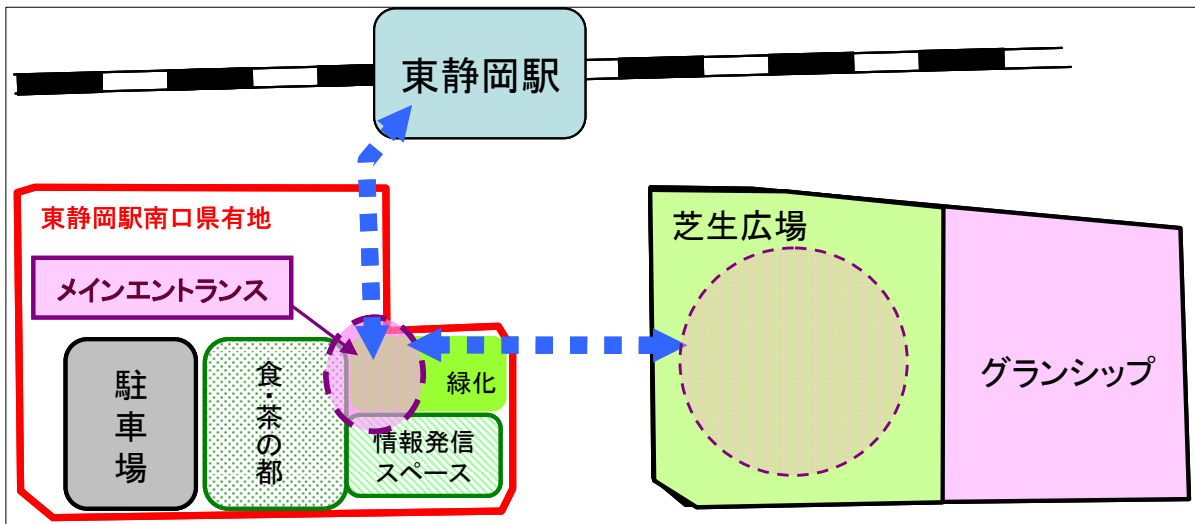 東静岡駅
東静岡駅南口県有地
芝生広場
メインエントランス
駐車場
食・茶の都
緑化
情報発信
スペース
グランシップ